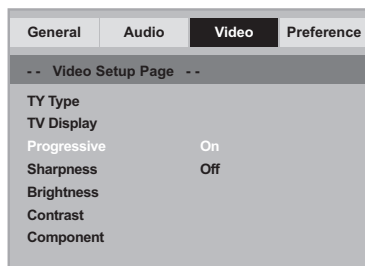 General Audio Video Preference
- - Video Setup Page - -
TY Type
TV Display
Progressive On
Sharpness Off
Brightness
Contrast
Component